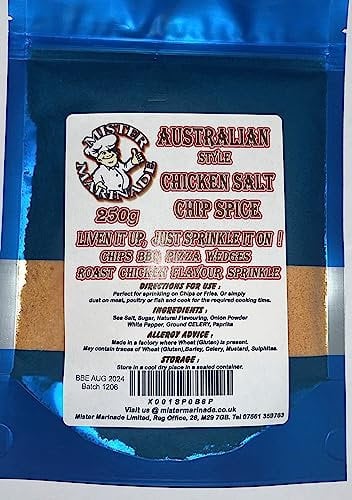 MISTER
MARINADE
250g
AUSTRALIAN
STYLE
CHICKEN SALT
CHIP SPICE
LIVEN IT UP, JUST SPRINKLE IT ON !
CHIPS BBQ PIZZA WEDGES
ROAST CHICKEN FLAVOUR SPRINKLE
DIRECTIONS FOR USE :
Perfect for sprinkling on Chips or Fries. Or simply
dust on meat, poultry or fish and cook for the required cooking time.
INGREDIENTS :
Sea Salt, Sugar, Natural Flavouring, Onion Powder
White Pepper, Ground CELERY, Paprika
ALLERGY ADVICE :
Made in a factory where Wheat (Gluten) is present.
May contain traces of Wheat (Gluten),Barley, Celery, Mustard, Sulphites.
STORAGE :
Store in a cool dry place in a sealed container.
BBE AUG 2024
Batch 1206
X001SP0B8P
Visit us @ mistermarinade.co.uk
Mister Marinade Limited, Reg Office, 28, M29 7GB. Tel 07561 359763